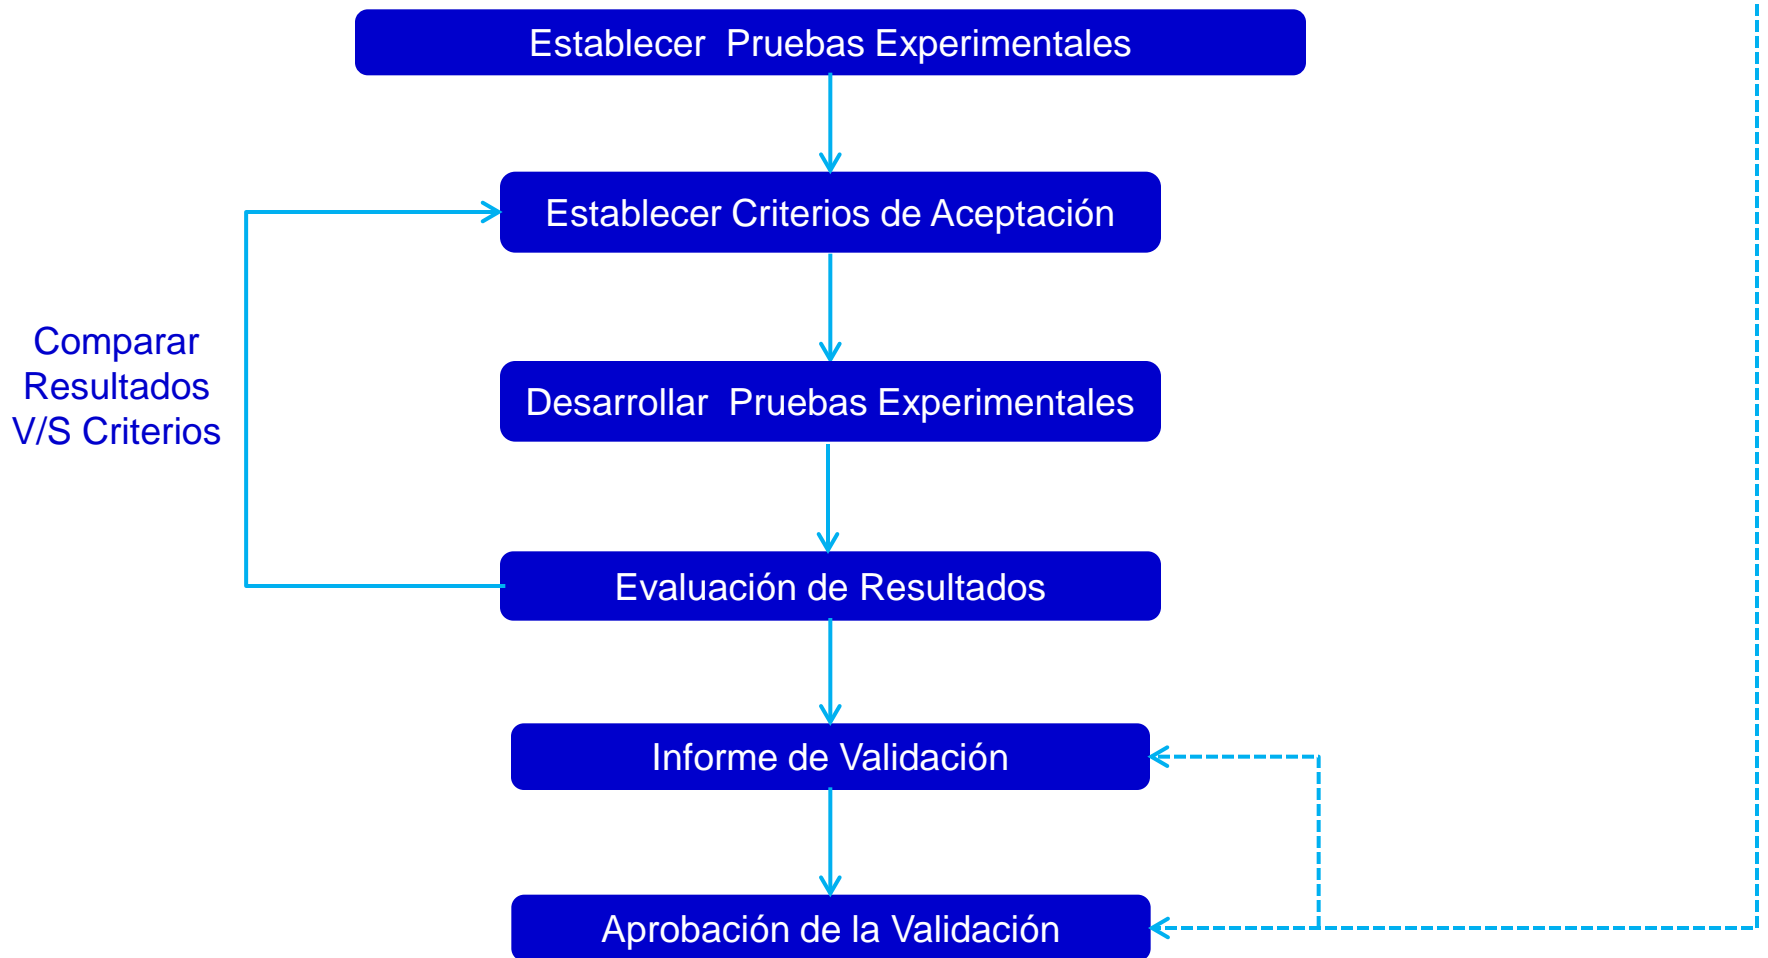 Establecer  Pruebas Experimentales
Establecer Criterios de Aceptación
Comparar
Resultados
V/S Criterios
Desarrollar  Pruebas Experimentales
Evaluación de Resultados
Informe de Validación
Aprobación de la Validación